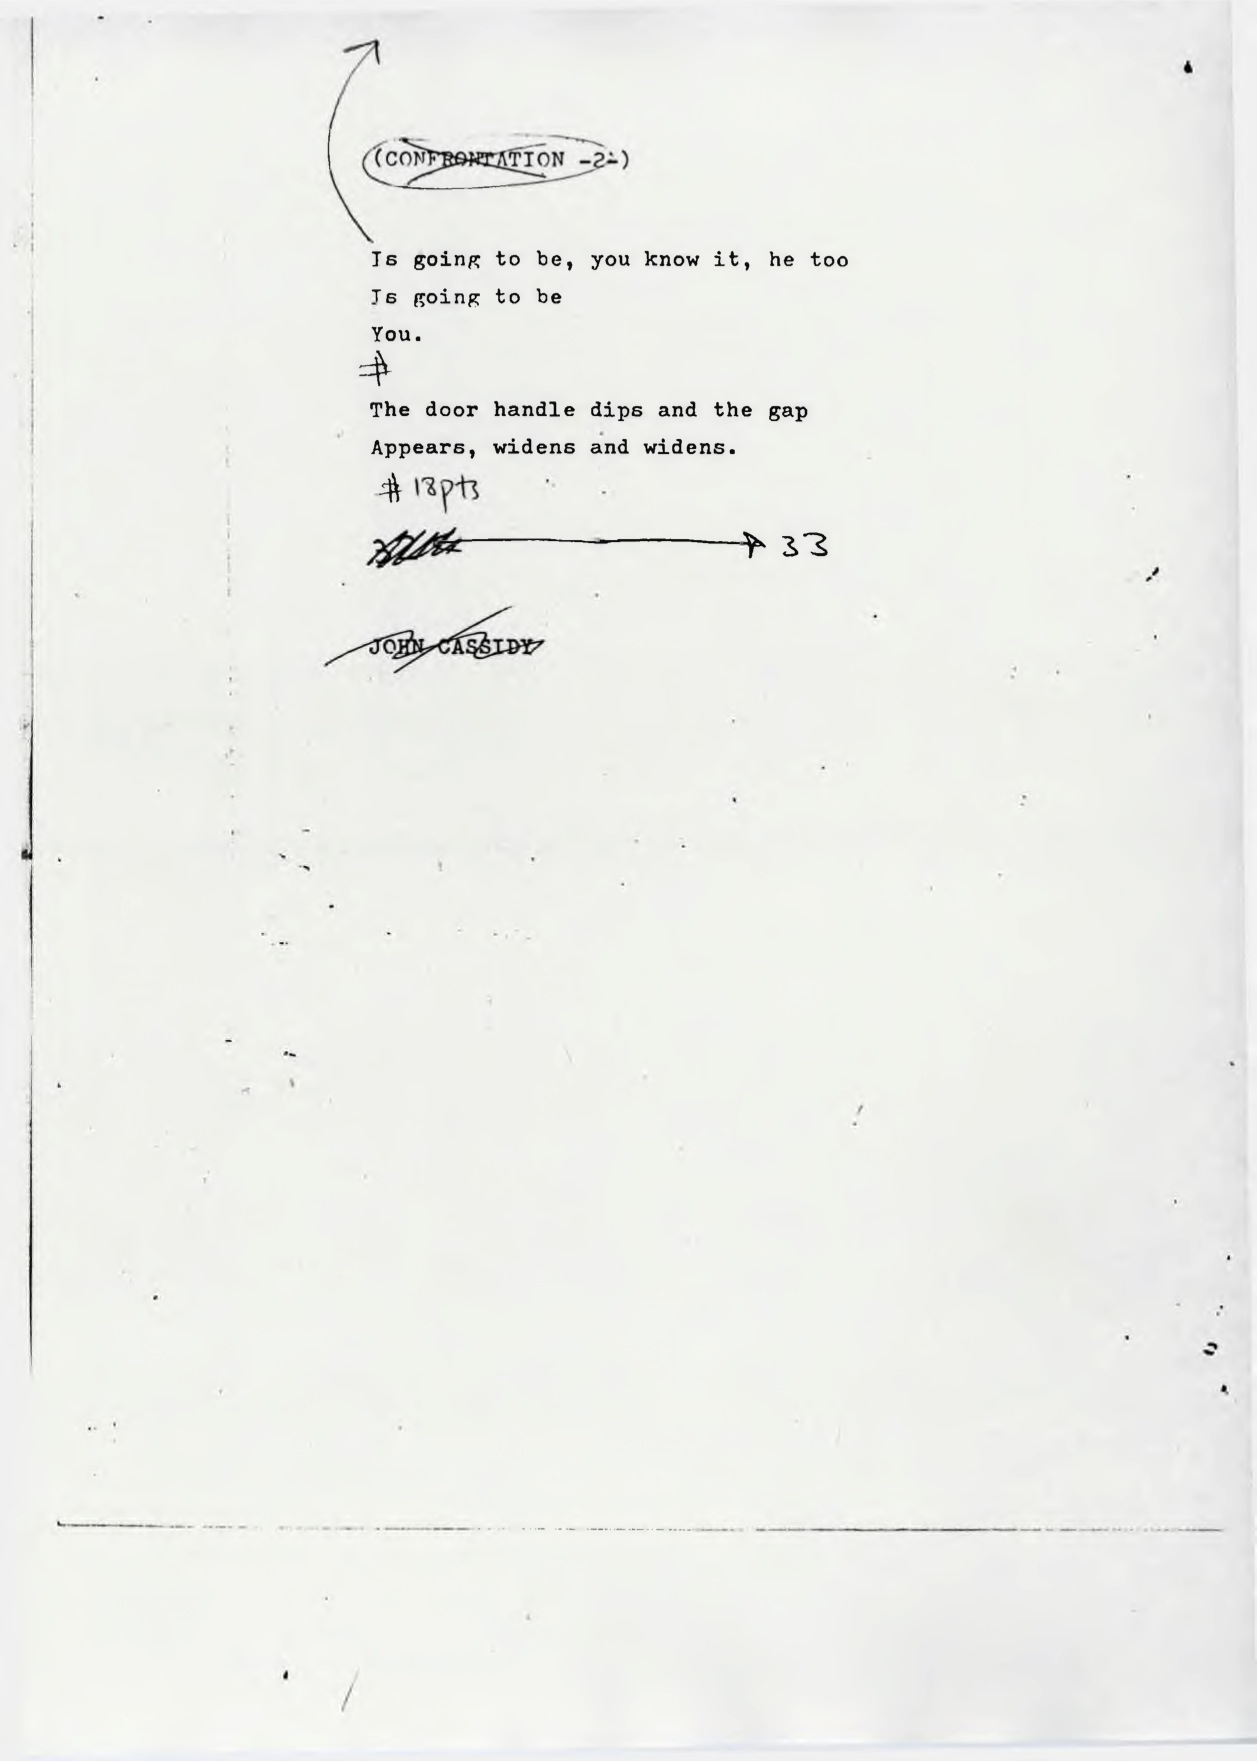 (CONFRONTATION -2-)
Is going to be, you know it, he too
Is going to be
You.
#
The door handle dips and the gap
Appears, widens and widens.
# 18pts
33
JOHN CASSIDY